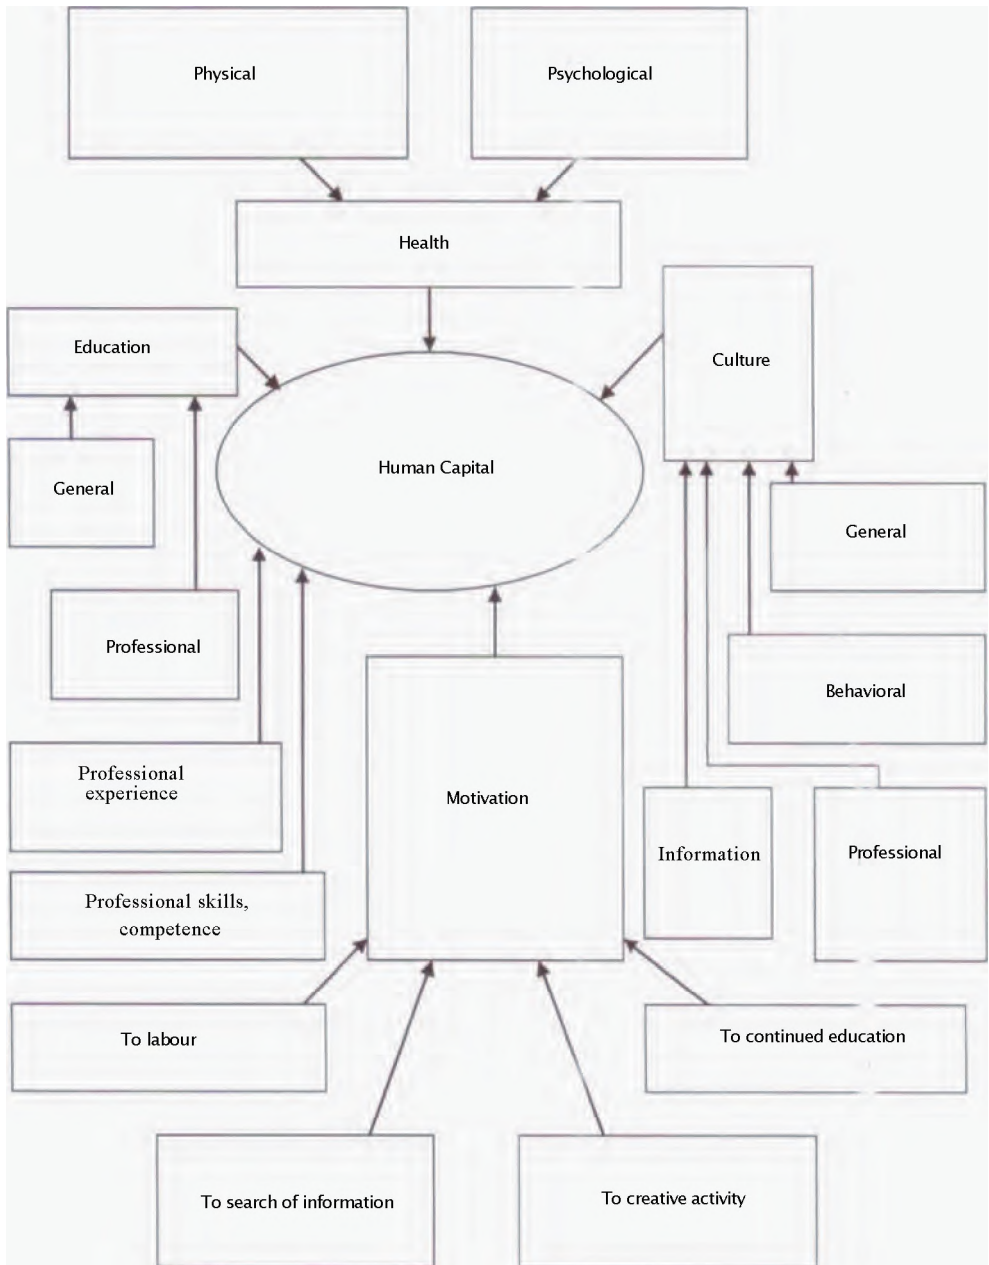 Physical
Psychological
Health
Education
Culture
Human Capital
General
General
Professional
Behavioral
Professional
experience
Motivation
Information
Professional
Professional skills,
competence
To labour
To continued education
To search of information
To creative activity